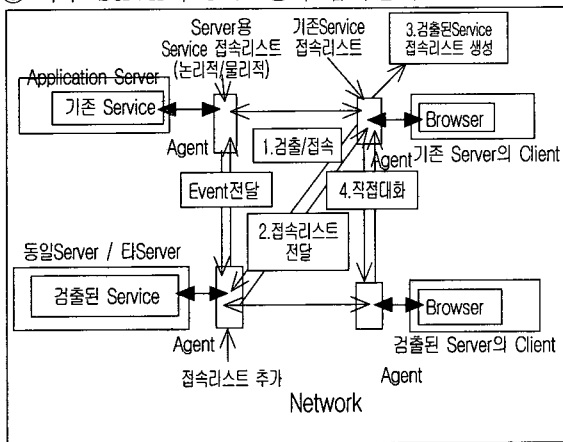 Server용
Service 접속리스트
(논리적/물리적)
기존Service
접속리스트
3.검출된Service
접속리스트 생성
Application Server
기존 Service
Browser
Agent
1.검출/접속
Agent
기존 Server의 Client
Event전달
4.직접대화
2.접속리스트
전달
동일Server / 타Server
검출된 Service
Browser
Agent
검출된 Server의 Client
접속리스트 추가
Agent
Network